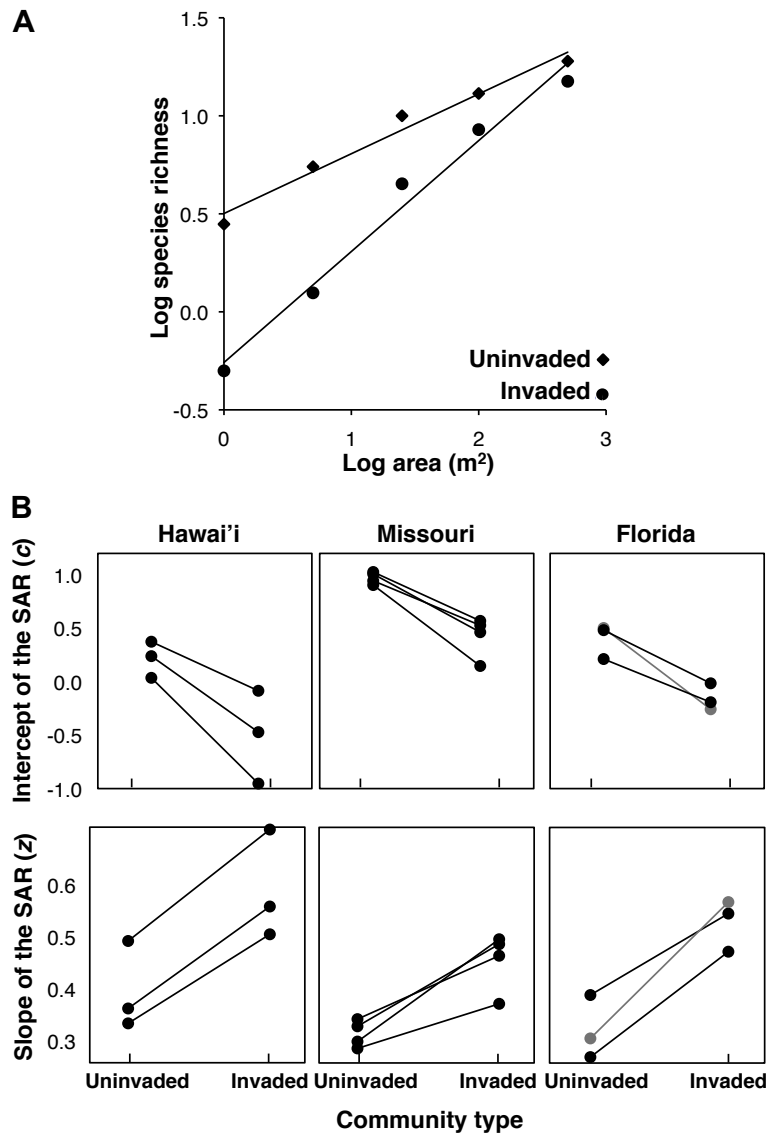 A
Log species richness
1.5
1.0
0.5
0.0
-0.5
Uninvaded
Invaded
0 1 2 3
Log area (m²)
B
Hawai'i Missouri Florida
Intercept of the SAR (c)
1.0
0.5
0.0
-0.5
-1.0
Slope of the SAR (z)
0.6
0.5
0.4
0.3
Uninvaded Invaded Uninvaded Invaded Uninvaded Invaded
Community type